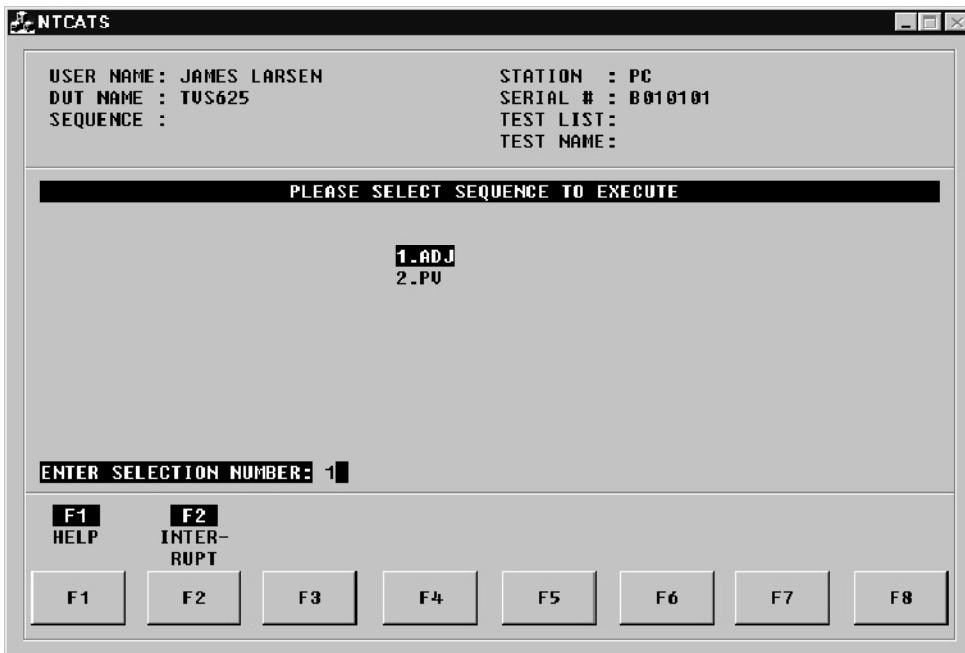 NTCATS
USER NAME: JAMES LARSEN
DUT NAME : TVS625
SEQUENCE :
STATION : PC
SERIAL # : B010101
TEST LIST:
TEST NAME:
PLEASE SELECT SEQUENCE TO EXECUTE
1.ADJ
2.PV
ENTER SELECTION NUMBER: 1
F1
HELP
F2
INTER-
RUPT
F1 F2 F3 F4 F5 F6 F7 F8